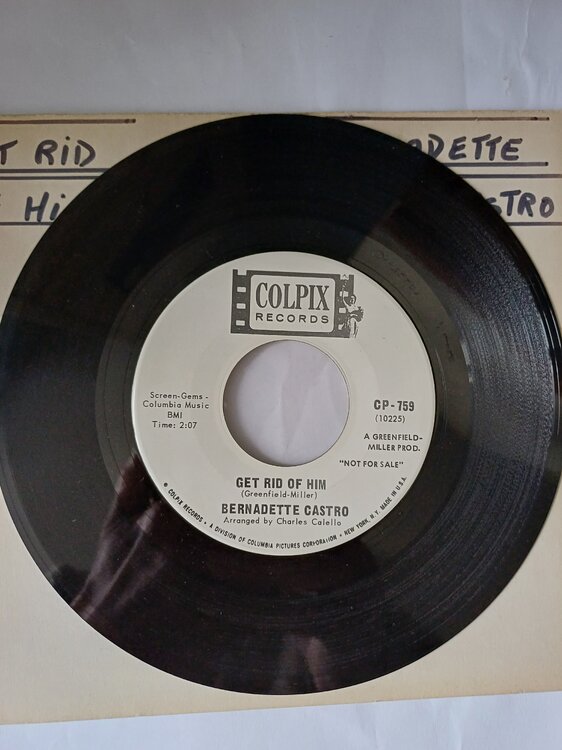 T RID
ADETTE
Hi
STRO
COLPIX
RECORDS
Screen-Gems -
Columbia Music
BMI
Time: 2:07
CP-759
(10225)
A GREENFIELD-
MILLER PROD.
"NOT FOR SALE"
GET RID OF HIM
(Greenfield-Miller)
BERNADETTE CASTRO
Arranged by Charles Calello
• COLPIX RECORDS • A DIVISION OF COLUMBIA PICTURES CORPORATION • NEW YORK, N.Y. MADE IN U.S.A.